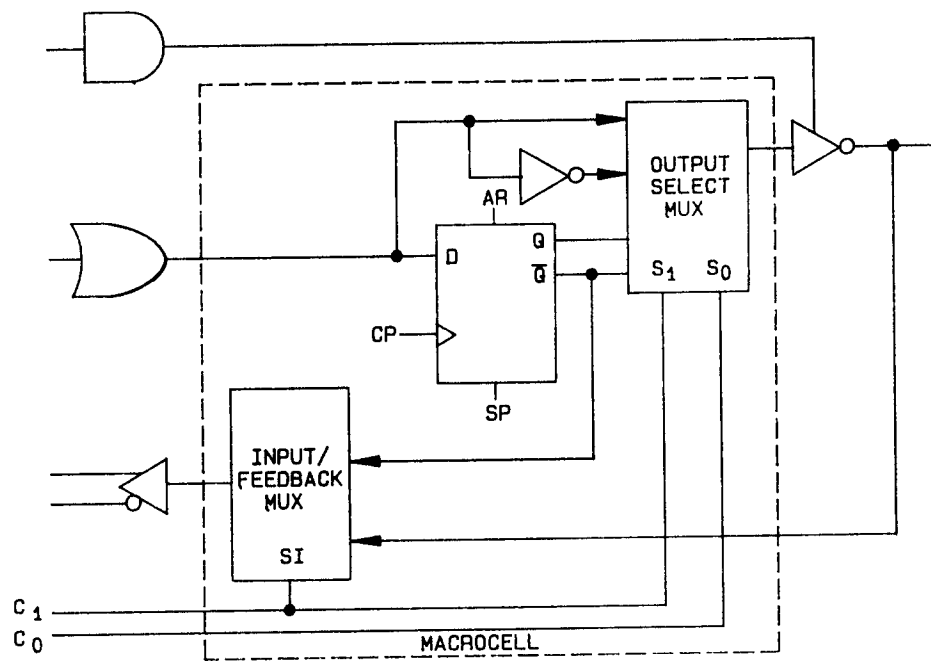 OUTPUT
SELECT
MUX
AR
D
Q
Q̅
S1 S0
CP
SP
INPUT/
FEEDBACK
MUX
SI
C1
C0
MACROCELL